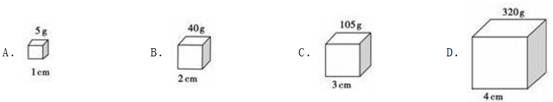 A. 5g 1cm
B. 40g 2cm
C. 105g 3cm
D. 320g 4cm